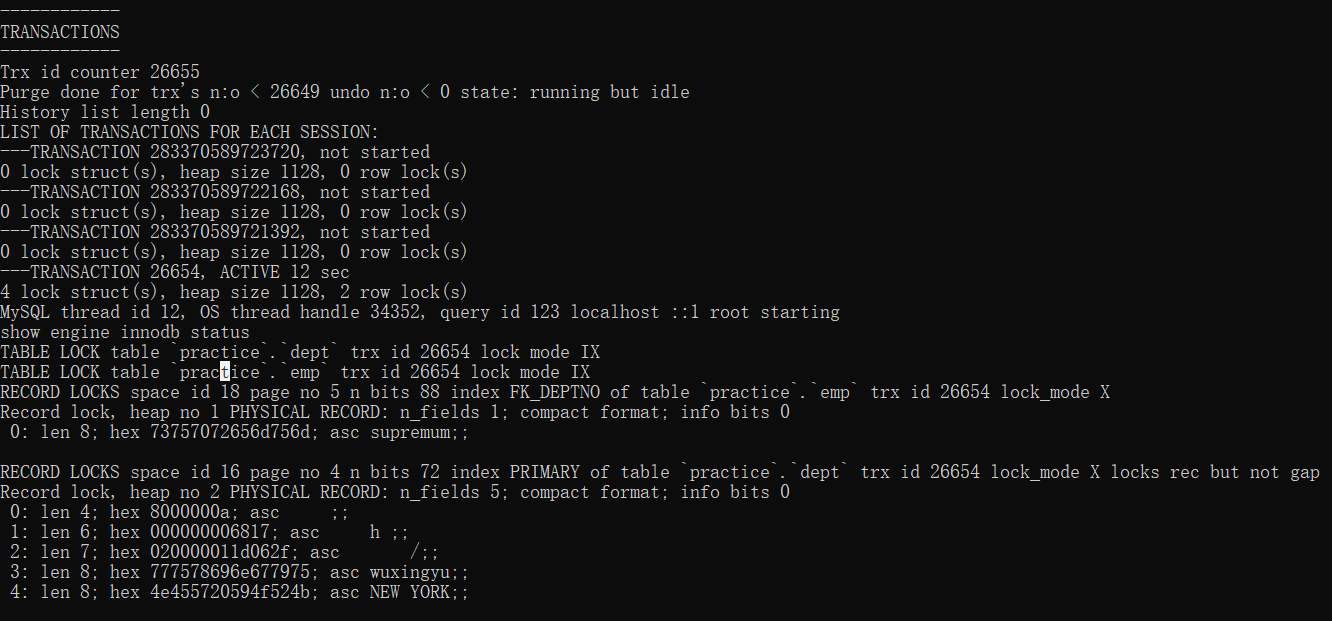 ------------
TRANSACTIONS
------------
Trx id counter 26655
Purge done for trx's n:o < 26649 undo n:o < 0 state: running but idle
History list length 0
LIST OF TRANSACTIONS FOR EACH SESSION:
---TRANSACTION 283370589723720, not started
0 lock struct(s), heap size 1128, 0 row lock(s)
---TRANSACTION 283370589722168, not started
0 lock struct(s), heap size 1128, 0 row lock(s)
---TRANSACTION 283370589721392, not started
0 lock struct(s), heap size 1128, 0 row lock(s)
---TRANSACTION 26654, ACTIVE 12 sec
4 lock struct(s), heap size 1128, 2 row lock(s)
MySQL thread id 12, OS thread handle 34352, query id 123 localhost ::1 root starting
show engine innodb status
TABLE LOCK table `practice`.`dept` trx id 26654 lock mode IX
TABLE LOCK table `practice`.`emp` trx id 26654 lock mode IX
RECORD LOCKS space id 18 page no 5 n bits 88 index FK_DEPTNO of table `practice`.`emp` trx id 26654 lock_mode X
Record lock, heap no 1 PHYSICAL RECORD: n_fields 1; compact format; info bits 0
 0: len 8; hex 73757072656d756d; asc supremum;;

RECORD LOCKS space id 16 page no 4 n bits 72 index PRIMARY of table `practice`.`dept` trx id 26654 lock_mode X locks rec but not gap
Record lock, heap no 2 PHYSICAL RECORD: n_fields 5; compact format; info bits 0
 0: len 4; hex 8000000a; asc     ;;
 1: len 6; hex 000000006817; asc     h ;;
 2: len 7; hex 020000011d062f; asc       /;;
 3: len 8; hex 777578696e677975; asc wuxingyu;;
 4: len 8; hex 4e455720594f524b; asc NEW YORK;;